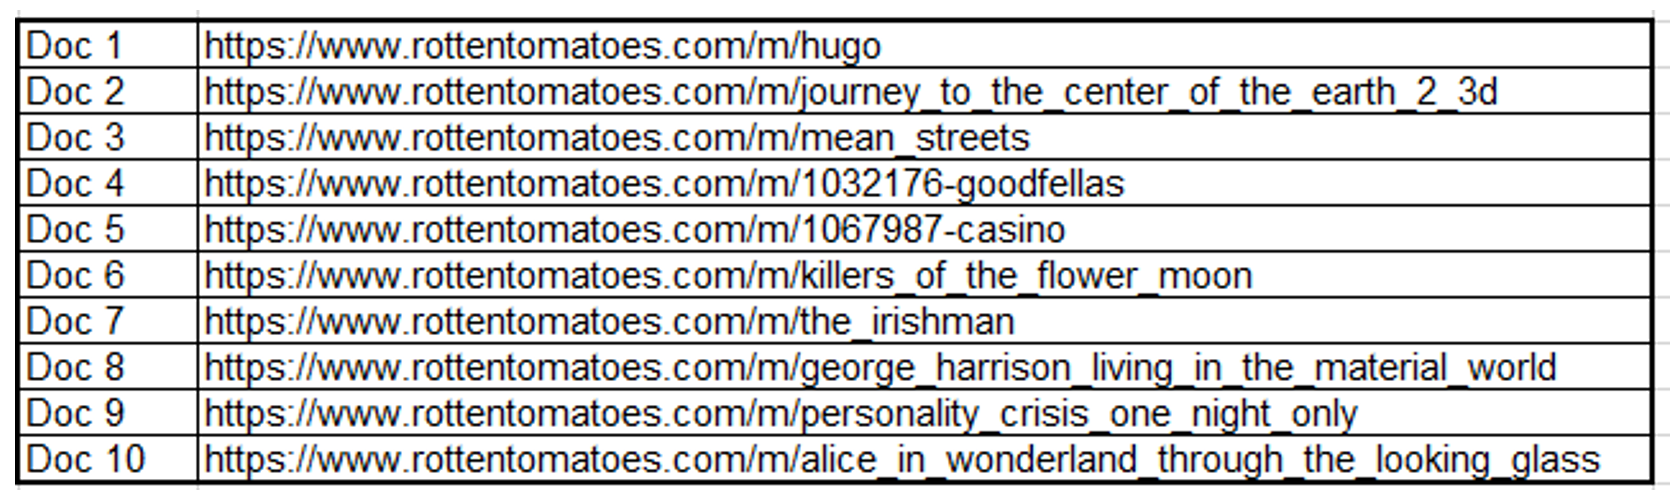 Doc 1 https://www.rottentomatoes.com/m/hugo
Doc 2 https://www.rottentomatoes.com/m/journey_to_the_center_of_the_earth_2_3d
Doc 3 https://www.rottentomatoes.com/m/mean_streets
Doc 4 https://www.rottentomatoes.com/m/1032176-goodfellas
Doc 5 https://www.rottentomatoes.com/m/1067987-casino
Doc 6 https://www.rottentomatoes.com/m/killers_of_the_flower_moon
Doc 7 https://www.rottentomatoes.com/m/the_irishman
Doc 8 https://www.rottentomatoes.com/m/george_harrison_living_in_the_material_world
Doc 9 https://www.rottentomatoes.com/m/personality_crisis_one_night_only
Doc 10 https://www.rottentomatoes.com/m/alice_in_wonderland_through_the_looking_glass